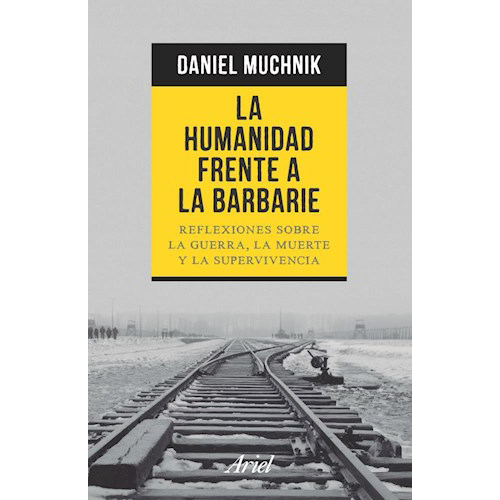 DANIEL MUCHNIK
LA
HUMANIDAD
FRENTE A
LA BARBARIE
REFLEXIONES SOBRE
LA GUERRA, LA MUERTE
Y LA SUPERVIVENCIA
Ariel